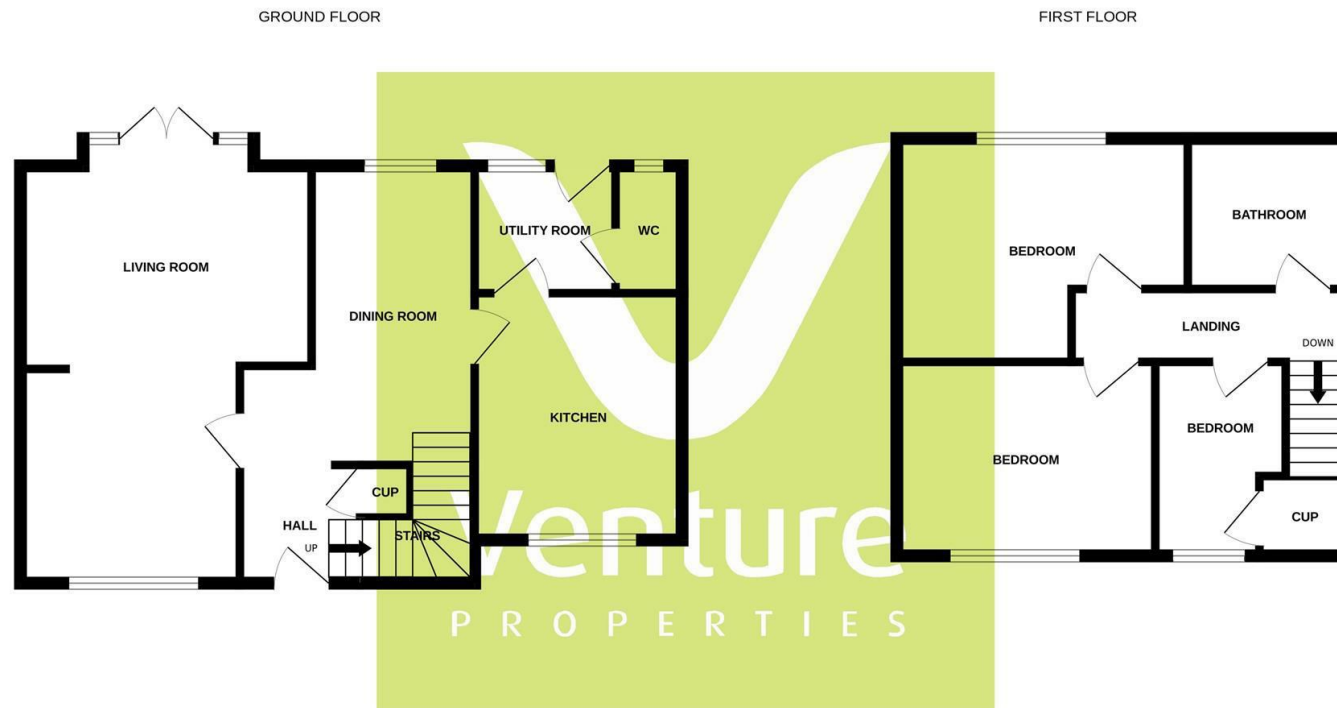 GROUND FLOOR
FIRST FLOOR
LIVING ROOM
DINING ROOM
UTILITY ROOM
WC
KITCHEN
CUP
HALL
UP
STAIRS
BEDROOM
BATHROOM
LANDING
DOWN
BEDROOM
BEDROOM
CUP
Venture
PROPERTIES